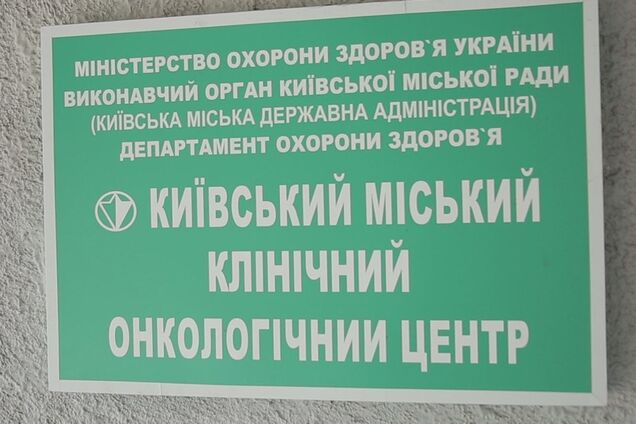 МІНІСТЕРСТВО ОХОРОНИ ЗДОРОВ`Я УКРАЇНИ
ВИКОНАВЧИЙ ОРГАН КИЇВСЬКОЇ МІСЬКОЇ РАДИ
(КИЇВСЬКА МІСЬКА ДЕРЖАВНА АДМІНІСТРАЦІЯ)
ДЕПАРТАМЕНТ ОХОРОНИ ЗДОРОВ`Я
КИЇВСЬКИЙ МІСЬКИЙ
КЛІНІЧНИЙ
ОНКОЛОГІЧНИЙ ЦЕНТР